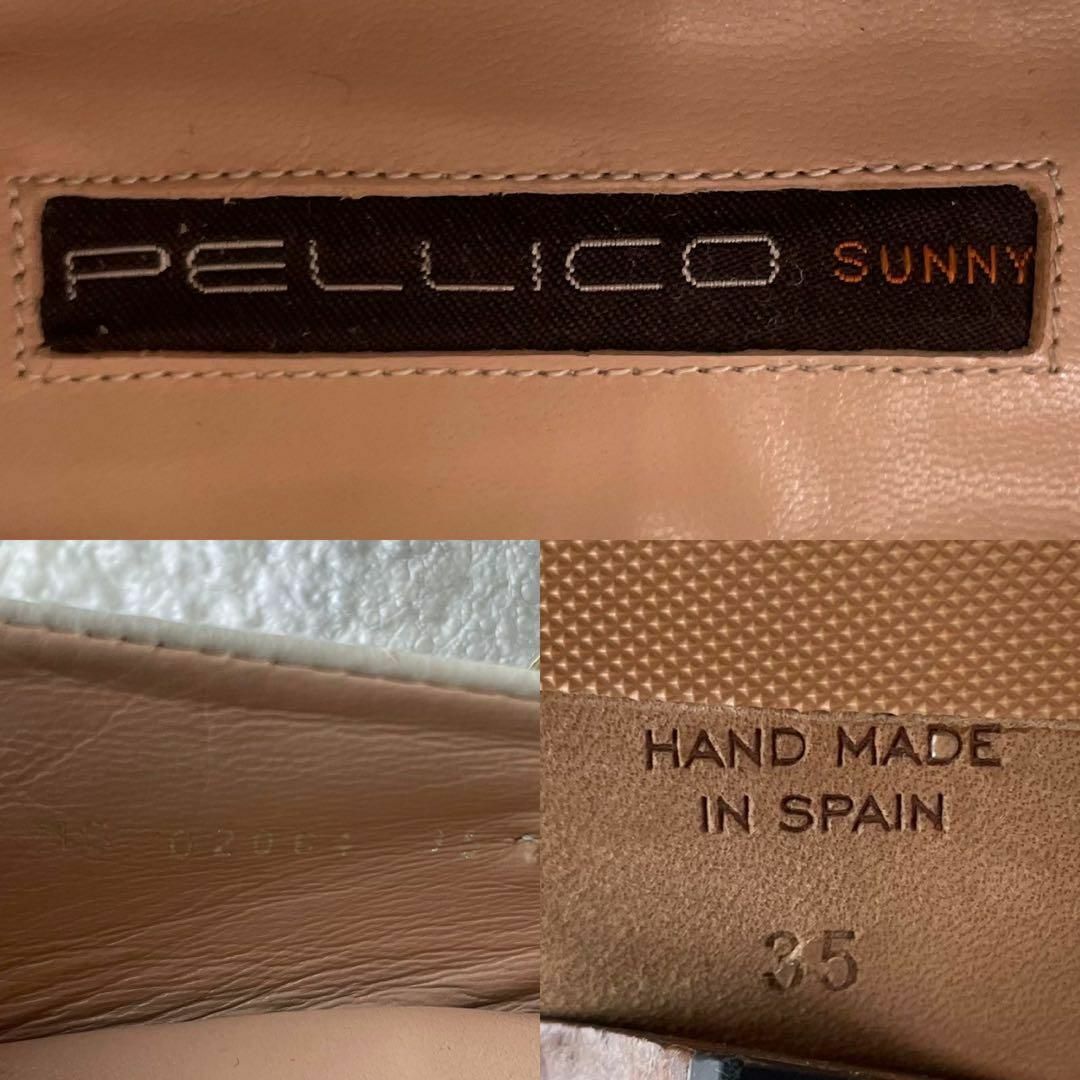 PELLICO SUNNY
HAND MADE
IN SPAIN
35